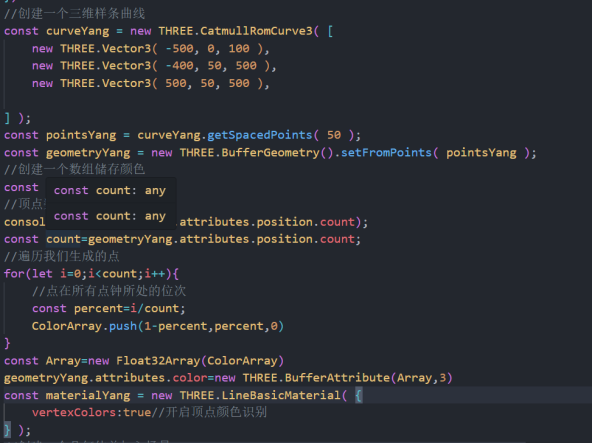 //创建一个三维样条曲线
const curveYang = new THREE.CatmullRomCurve3( [
new THREE.Vector3( -500, 0, 100 ),
new THREE.Vector3( -400, 50, 500 ),
new THREE.Vector3( 500, 50, 500 ),
] );
const pointsYang = curveYang.getSpacedPoints( 50 );
const geometryYang = new THREE.BufferGeometry().setFromPoints( pointsYang );
//创建一个数组储存颜色
const
const count: any
//顶点
const count: any
consol
.attributes.position.count);
const count=geometryYang.attributes.position.count;
//遍历我们生成的点
for(let i=0;i<count;i++){
//点在所有点钟所处的位次
const percent=i/count;
ColorArray.push(1-percent,percent,0)
}
const Array=new Float32Array(ColorArray)
geometryYang.attributes.color=new THREE.BufferAttribute(Array,3)
const materialYang = new THREE.LineBasicMaterial( {
vertexColors:true//开启顶点颜色识别
} );